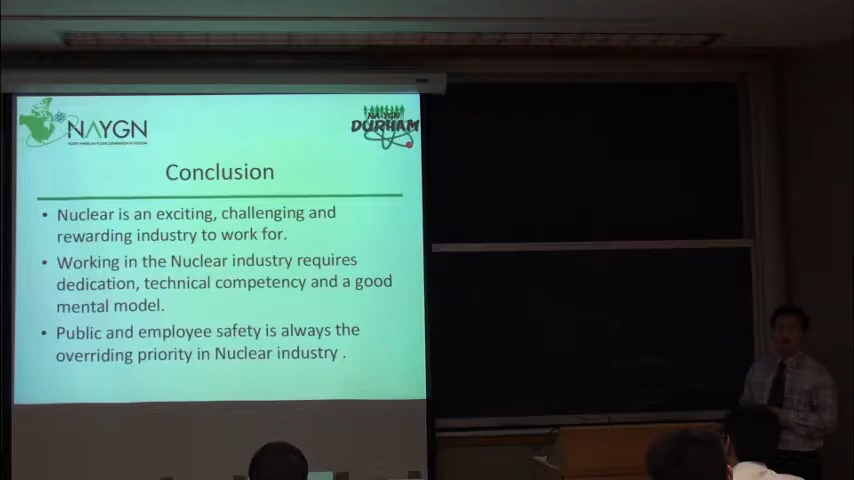 NAYGN
NORTH AMERICAN YOUNG GENERATION IN NUCLEAR
NA-YGN
DURHAM
Conclusion
• Nuclear is an exciting, challenging and
rewarding industry to work for.
• Working in the Nuclear industry requires
dedication, technical competency and a good
mental model.
• Public and employee safety is always the
overriding priority in Nuclear industry .